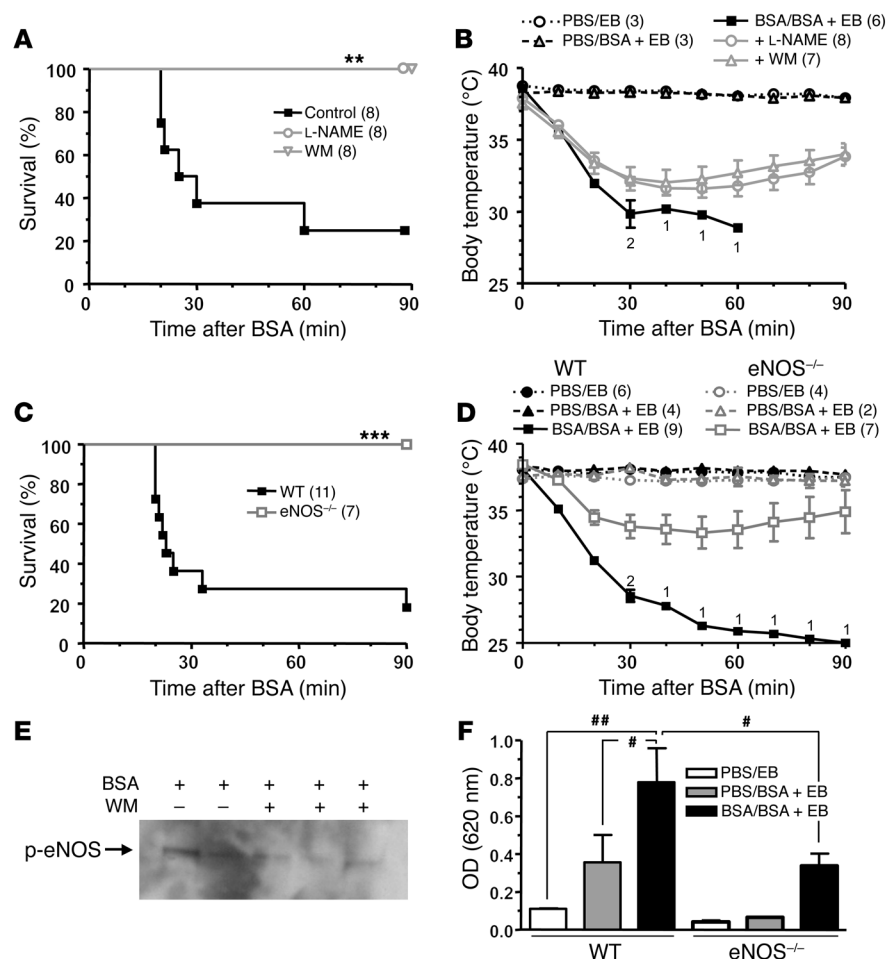 A
100
80
60
40
20
0
Survival (%)
**
Control (8)
L-NAME (8)
WM (8)
0 30 60 90
Time after BSA (min)
B
PBS/EB (3)
PBS/BSA + EB (3)
BSA/BSA + EB (6)
+ L-NAME (8)
+ WM (7)
40
35
30
25
Body temperature (°C)
2 1 1 1
0 30 60 90
Time after BSA (min)
C
100
80
60
40
20
0
Survival (%)
***
WT (11)
eNOS–/– (7)
0 30 60 90
Time after BSA (min)
D
WT eNOS–/–
PBS/EB (6) PBS/EB (4)
PBS/BSA + EB (4) PBS/BSA + EB (2)
BSA/BSA + EB (9) BSA/BSA + EB (7)
40
35
30
25
Body temperature (°C)
2 1 1 1 1 1 1
0 30 60 90
Time after BSA (min)
E
BSA + + + + +
WM – – + + +
p-eNOS
F
## #
#
1.0
0.8
0.6
0.4
0.2
0.0
OD (620 nm)
PBS/EB
PBS/BSA + EB
BSA/BSA + EB
WT eNOS–/–